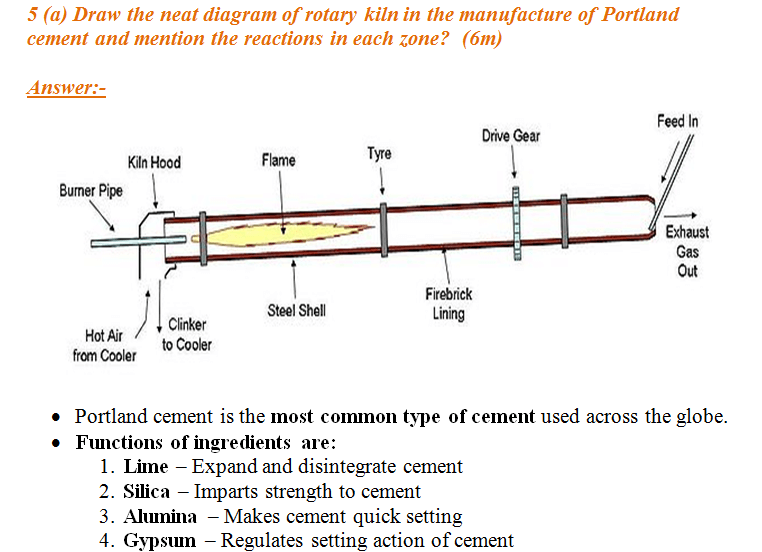 5 (a) Draw the neat diagram of rotary kiln in the manufacture of Portland
cement and mention the reactions in each zone? (6m)
Answer:-
Feed In
Drive Gear
Tyre
Flame
Kiln Hood
Burner Pipe
Exhaust
Gas
Out
Firebrick
Lining
Steel Shell
Clinker
to Cooler
Hot Air
from Cooler
• Portland cement is the most common type of cement used across the globe.
• Functions of ingredients are:
1. Lime – Expand and disintegrate cement
2. Silica – Imparts strength to cement
3. Alumina – Makes cement quick setting
4. Gypsum – Regulates setting action of cement